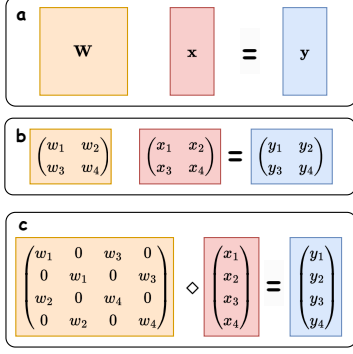 a
W x = y
b
(w₁ w₂ (x₁ x₂ = (y₁ y₂
w₃ w₄) x₃ x₄) y₃ y₄)
c
(w₁ 0 w₃ 0 (x₁ (y₁
0 w₁ 0 w₃ x₂ y₂
w₂ 0 w₄ 0 ⋄ x₃ = y₃
0 w₂ 0 w₄) x₄) y₄)